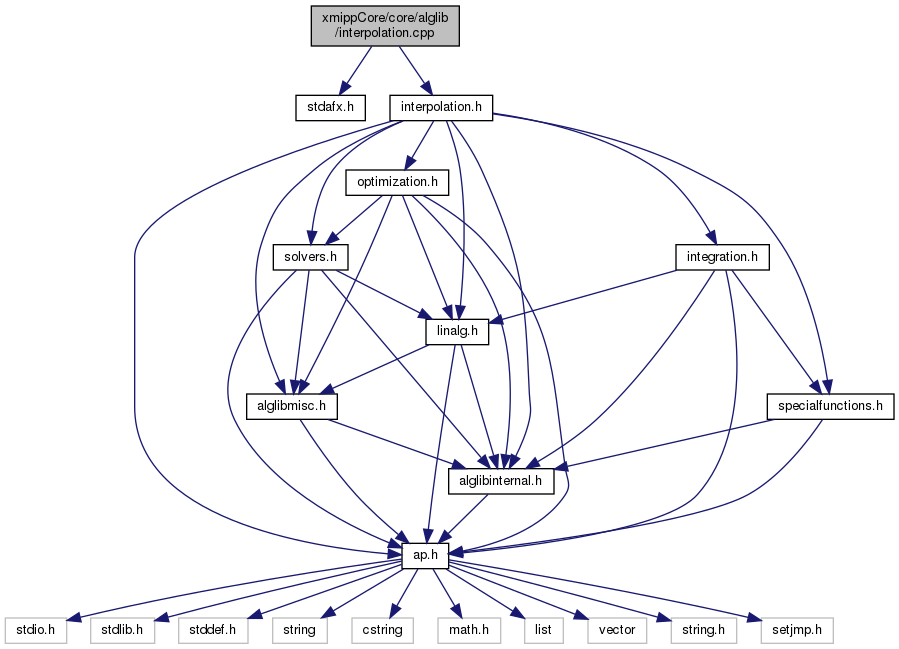 xmippCore/core/alglib
/interpolation.cpp
stdafx.h
interpolation.h
optimization.h
solvers.h
integration.h
linalg.h
alglibmisc.h
specialfunctions.h
alglibinternal.h
ap.h
stdio.h
stdlib.h
stddef.h
string
cstring
math.h
list
vector
string.h
setjmp.h